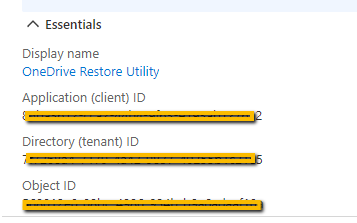 Essentials
Display name
OneDrive Restore Utility
Application (client) ID
Directory (tenant) ID
Object ID